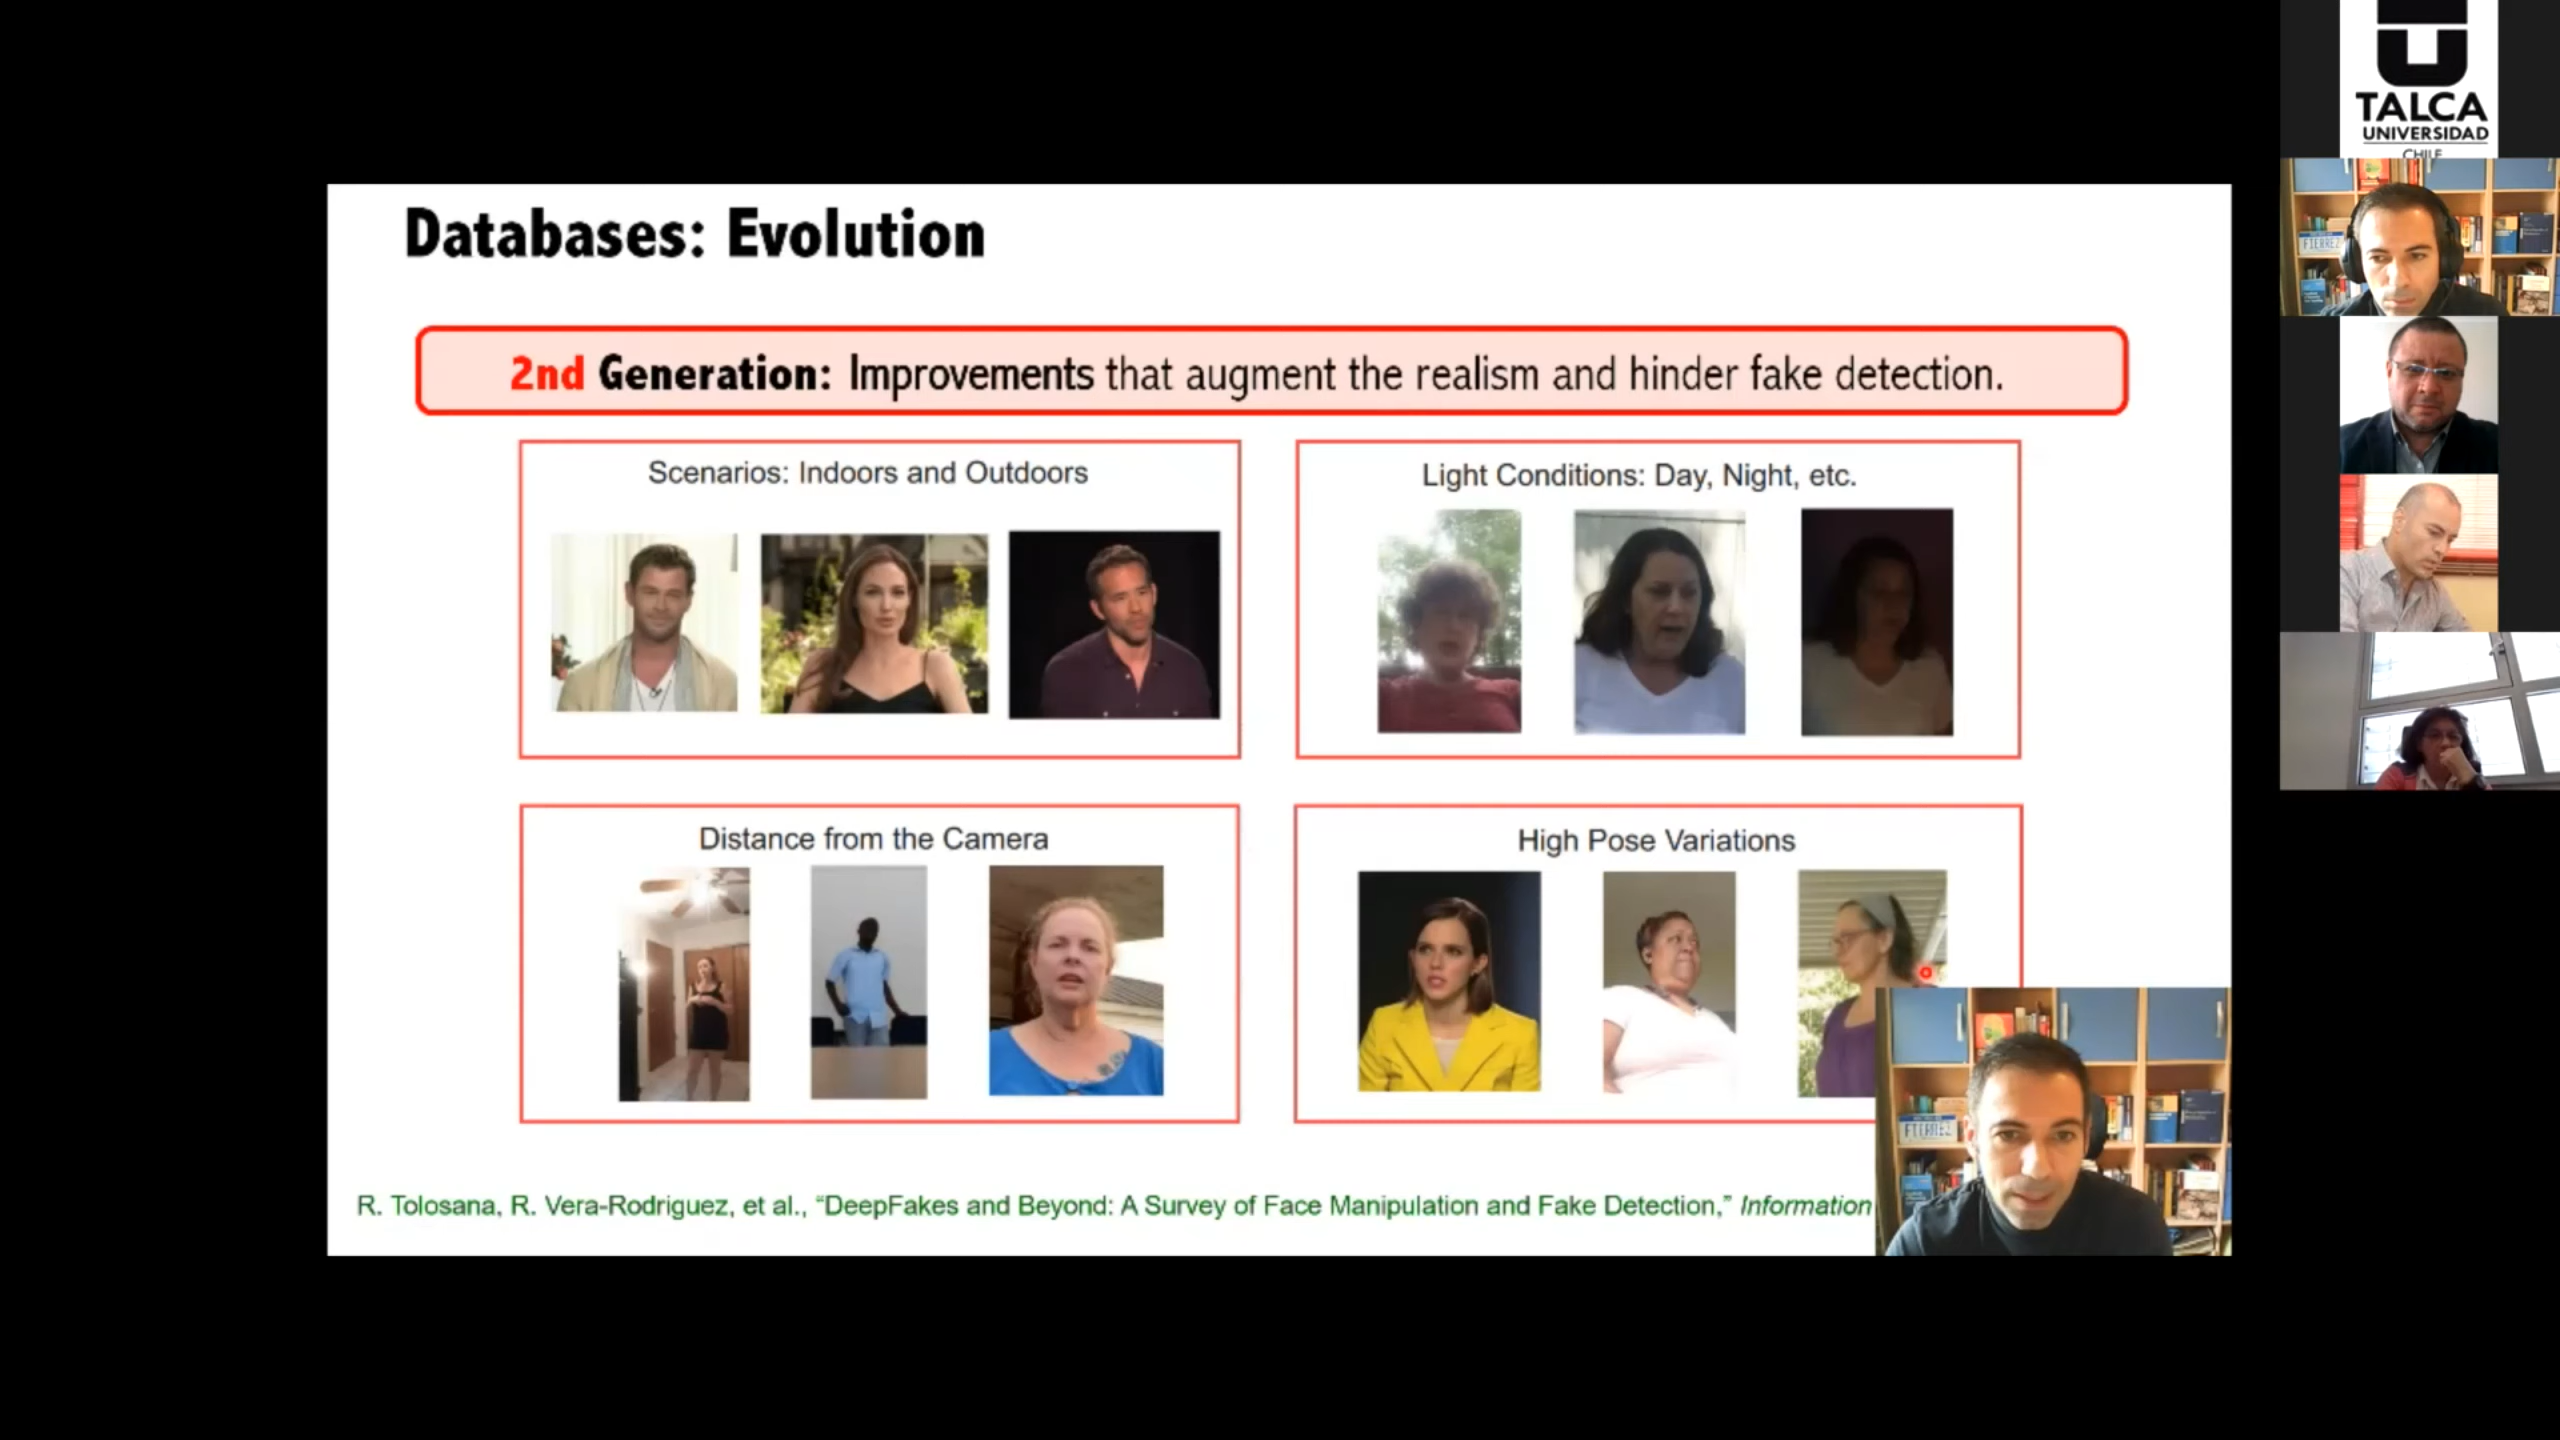 Databases: Evolution
2nd Generation: Improvements that augment the realism and hinder fake detection.
Scenarios: Indoors and Outdoors
Light Conditions: Day, Night, etc.
Distance from the Camera
High Pose Variations
R. Tolosana, R. Vera-Rodriguez, et al., “DeepFakes and Beyond: A Survey of Face Manipulation and Fake Detection,” Information
FIERREZ
TALCA
UNIVERSIDAD
CHILE
FIERREZ